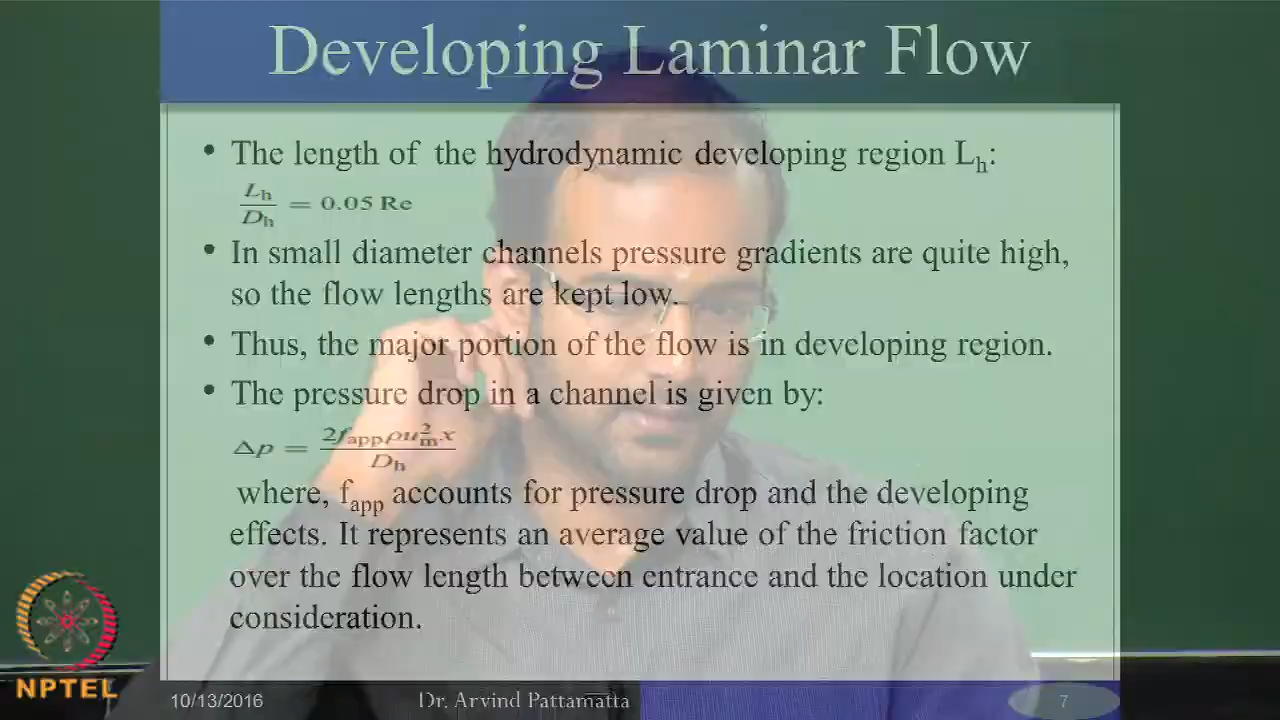 Developing Laminar Flow
• The length of the hydrodynamic developing region Lh:
Lh/Dh = 0.05 Re
• In small diameter channels pressure gradients are quite high,
so the flow lengths are kept low.
• Thus, the major portion of the flow is in developing region.
• The pressure drop in a channel is given by:
Δp = 2fappρu²m x/Dh
where, fapp accounts for pressure drop and the developing
effects. It represents an average value of the friction factor
over the flow length between entrance and the location under
consideration.
NPTEL
10/13/2016 Dr. Arvind Pattamatta 7